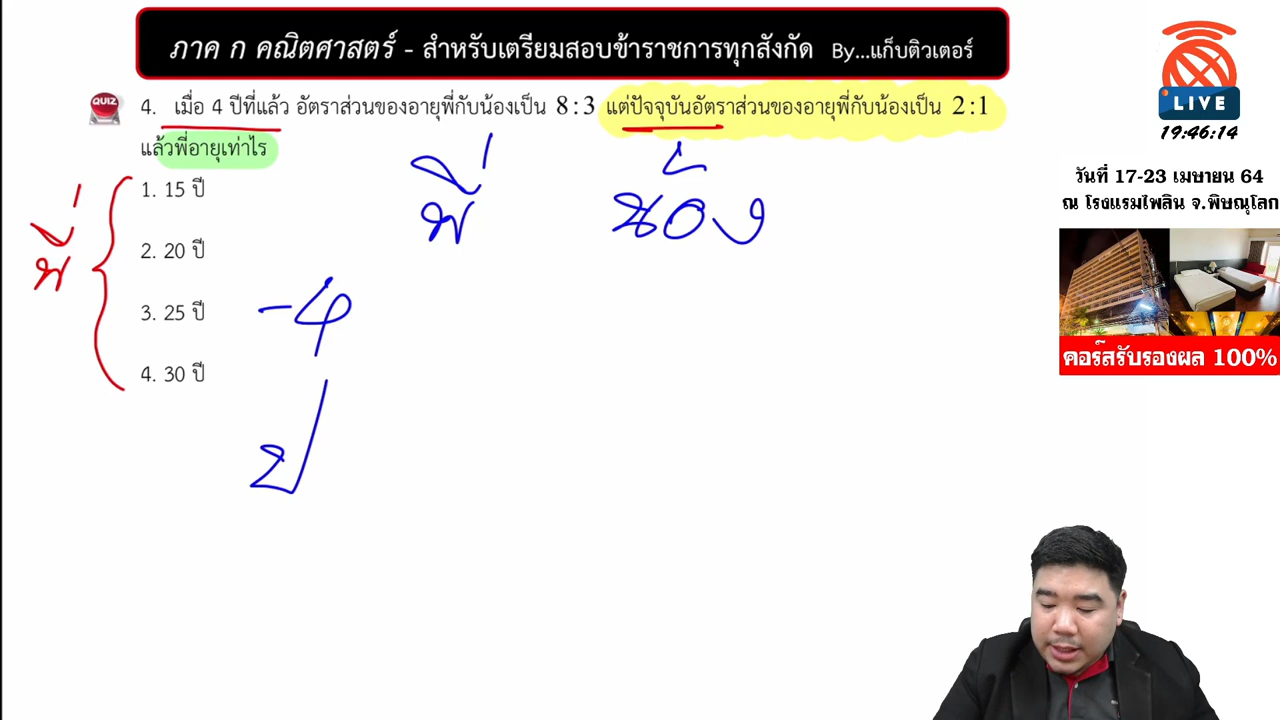 ภาค ก คณิตศาสตร์ - สำหรับเตรียมสอบข้าราชการทุกสังกัด By...แก็บติวเตอร์
QUIZ
4. เมื่อ 4 ปีที่แล้ว อัตราส่วนของอายุพี่กับน้องเป็น 8 : 3 แต่ปัจจุบันอัตราส่วนของอายุพี่กับน้องเป็น 2 : 1
แล้วพี่อายุเท่าไร
1. 15 ปี
2. 20 ปี
3. 25 ปี
4. 30 ปี
พี่
พี่ น้อง
-4
ป
LIVE
19:46:14
วันที่ 17-23 เมษายน 64
ณ โรงแรมไพลิน จ.พิษณุโลก
คอร์สรับรองผล 100%